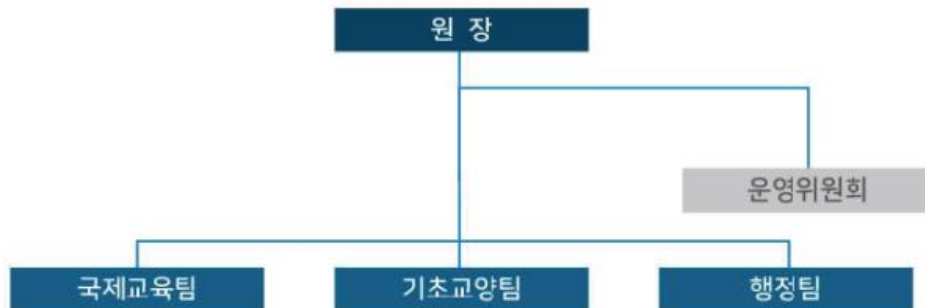 원 장
운영위원회
국제교육팀
기초교양팀
행정팀